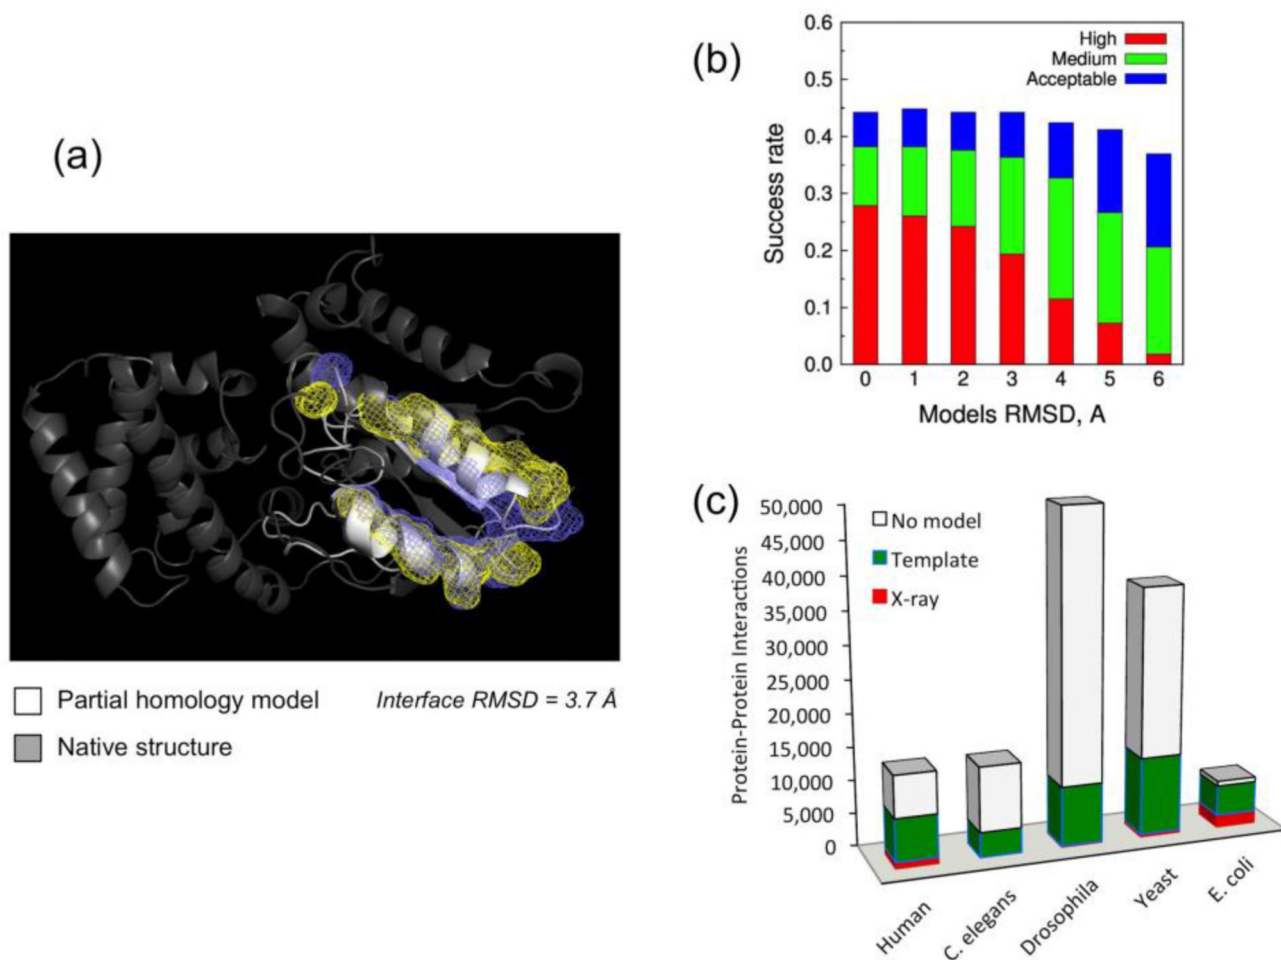 (a)
Partial homology model
Interface RMSD = 3.7 Å
Native structure
(b)
High
Medium
Acceptable
Success rate
0.6
0.5
0.4
0.3
0.2
0.1
0.0
0 1 2 3 4 5 6
Models RMSD, A
(c)
No model
Template
X-ray
Protein-Protein Interactions
50,000
45,000
40,000
35,000
30,000
25,000
20,000
15,000
10,000
5,000
0
Human
C. elegans
Drosophila
Yeast
E. coli